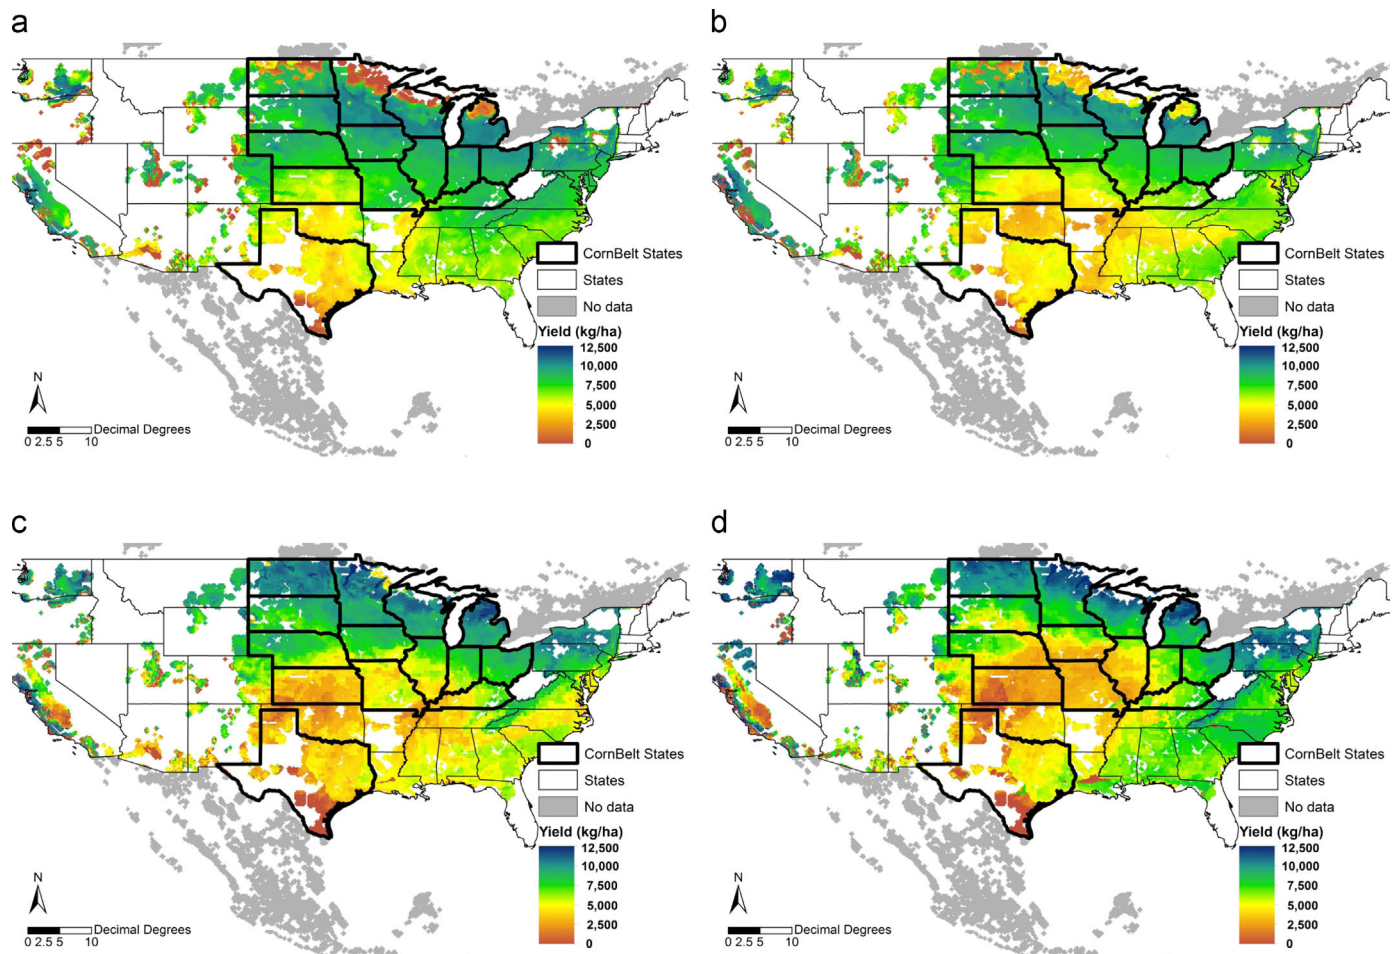 a
CornBelt States
States
No data
Yield (kg/ha)
12,500
10,000
7,500
5,000
2,500
0
N
Decimal Degrees
0 2.5 5 10
b
CornBelt States
States
No data
Yield (kg/ha)
12,500
10,000
7,500
5,000
2,500
0
N
Decimal Degrees
0 2.5 5 10
c
CornBelt States
States
No data
Yield (kg/ha)
12,500
10,000
7,500
5,000
2,500
0
N
Decimal Degrees
0 2.5 5 10
d
CornBelt States
States
No data
Yield (kg/ha)
12,500
10,000
7,500
5,000
2,500
0
N
Decimal Degrees
0 2.5 5 10